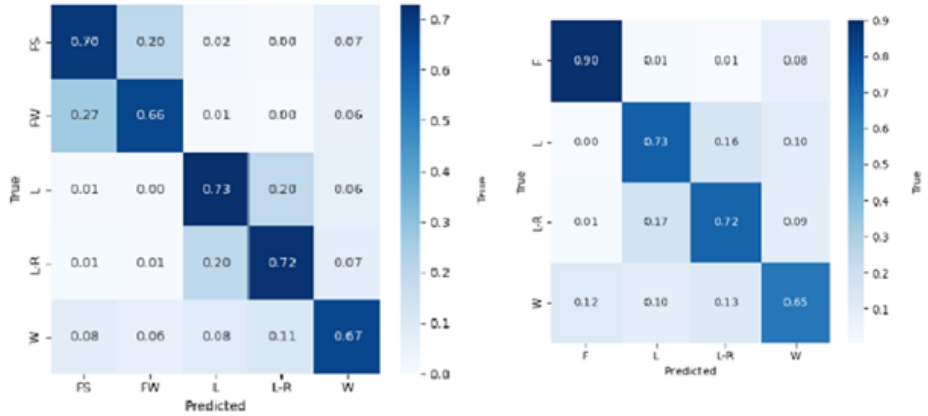 FS 0.70 0.20 0.02 0.00 0.07
FW 0.27 0.66 0.01 0.00 0.06
L 0.01 0.00 0.73 0.20 0.06
L-R 0.01 0.01 0.20 0.72 0.07
W 0.08 0.06 0.08 0.11 0.67
FS FW L L-R W
Predicted
True
0.7
0.6
0.5
0.4
0.3
0.2
0.1
0.0
True
F 0.90 0.01 0.01 0.08
L 0.00 0.73 0.16 0.10
L-R 0.01 0.17 0.72 0.09
W 0.12 0.10 0.13 0.65
F L L-R W
Predicted
True
0.9
0.8
0.7
0.6
0.5
0.4
0.3
0.2
0.1
True